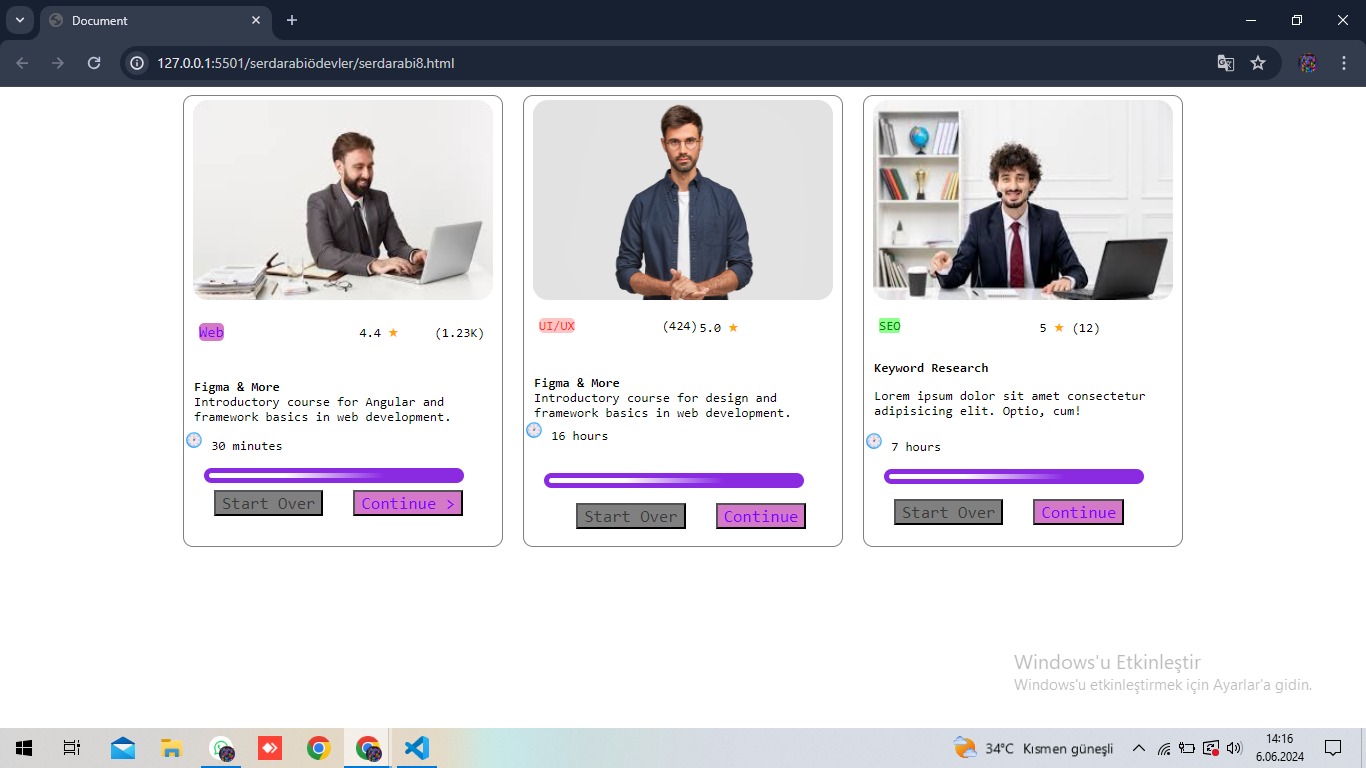 Document
127.0.0.1:5501/serdarabiödevler/serdarabi8.html
Web 4.4 ★ (1.23K)
Figma & More
Introductory course for Angular and
framework basics in web development.
30 minutes
Start Over Continue >
UI/UX (424) 5.0 ★
Figma & More
Introductory course for design and
framework basics in web development.
16 hours
Start Over Continue
SEO 5 ★ (12)
Keyword Research
Lorem ipsum dolor sit amet consectetur
adipisicing elit. Optio, cum!
7 hours
Start Over Continue
Windows'u Etkinleştir
Windows'u etkinleştirmek için Ayarlar'a gidin.
34°C Kısmen güneşli
14:16
6.06.2024